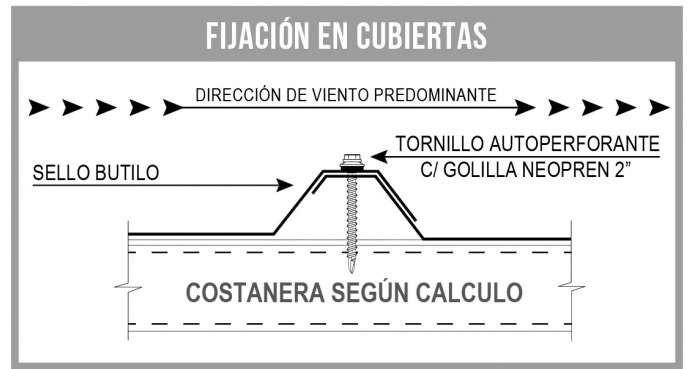 FIJACIÓN EN CUBIERTAS
DIRECCIÓN DE VIENTO PREDOMINANTE
TORNILLO AUTOPERFORANTE
C/ GOLILLA NEOPREN 2”
SELLO BUTILO
COSTANERA SEGÚN CALCULO